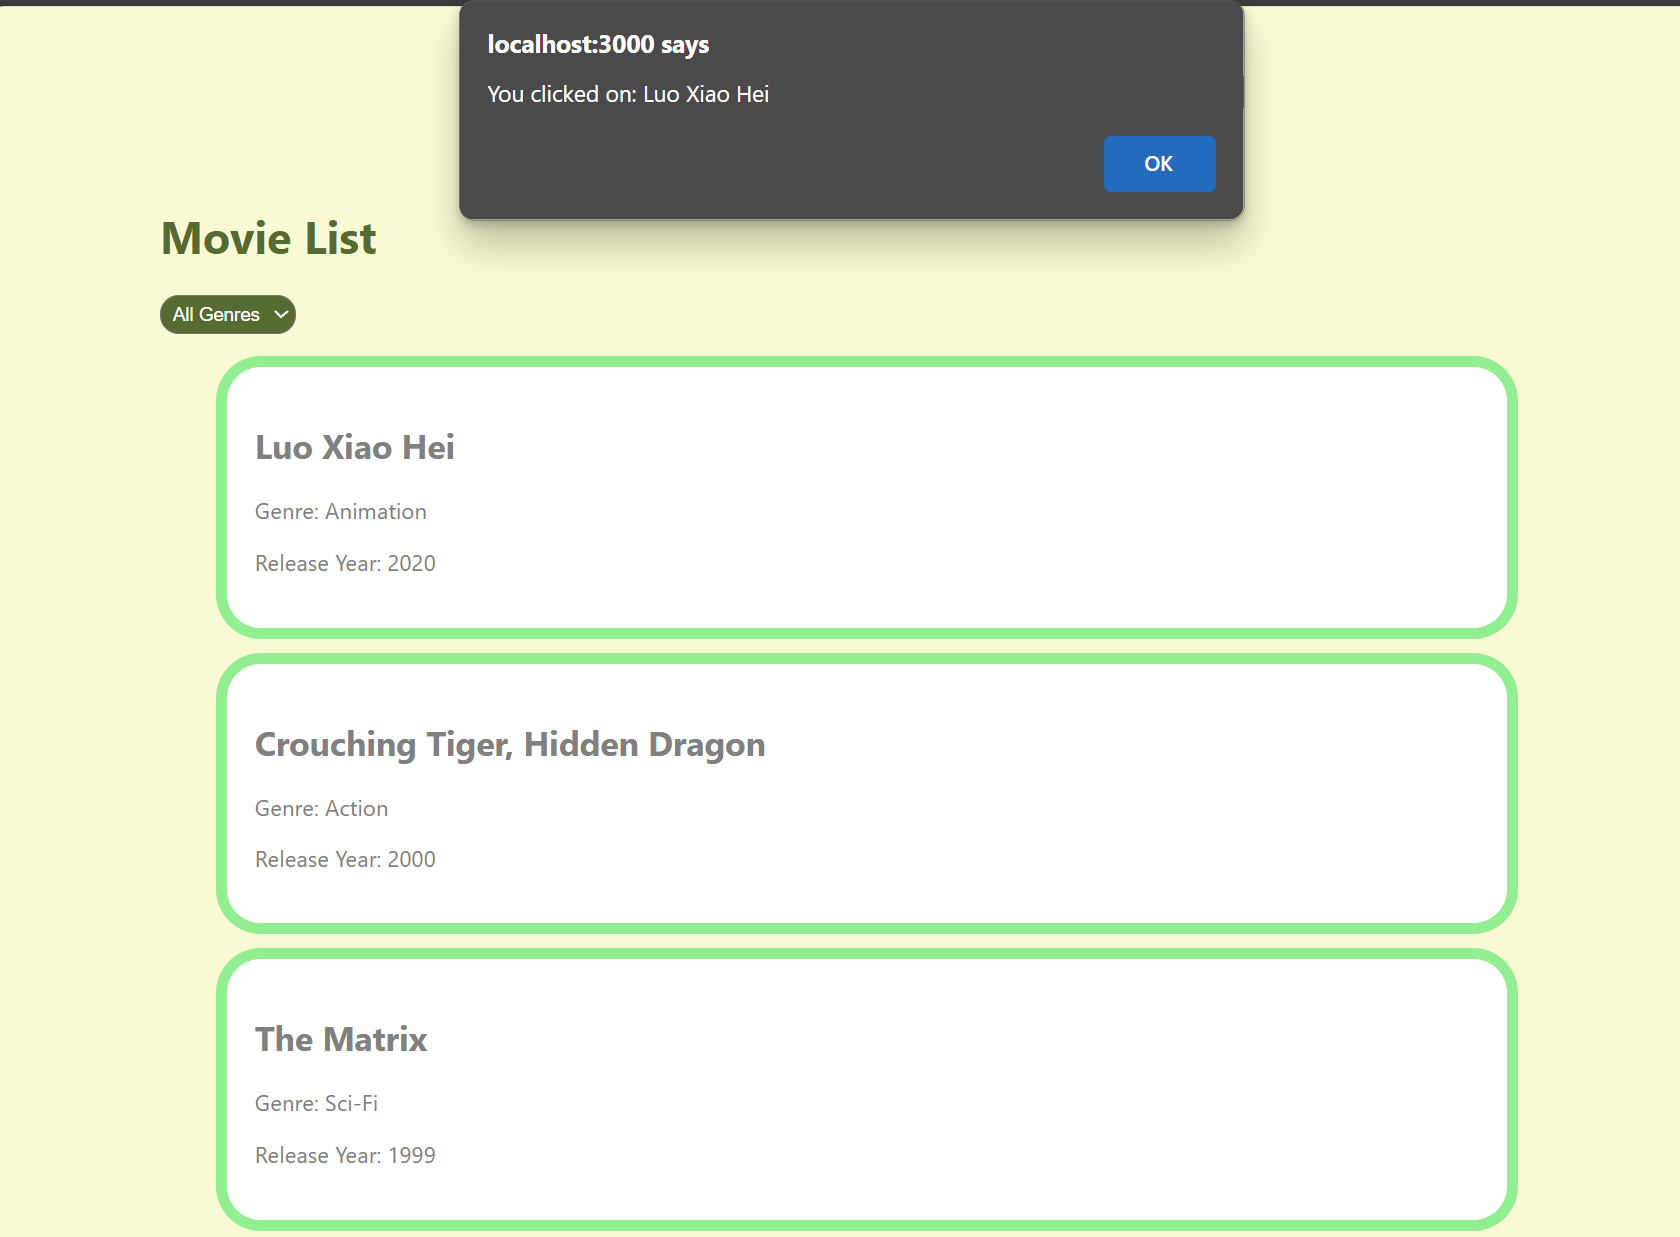 localhost:3000 says
You clicked on: Luo Xiao Hei
OK
Movie List
All Genres
Luo Xiao Hei
Genre: Animation
Release Year: 2020
Crouching Tiger, Hidden Dragon
Genre: Action
Release Year: 2000
The Matrix
Genre: Sci-Fi
Release Year: 1999